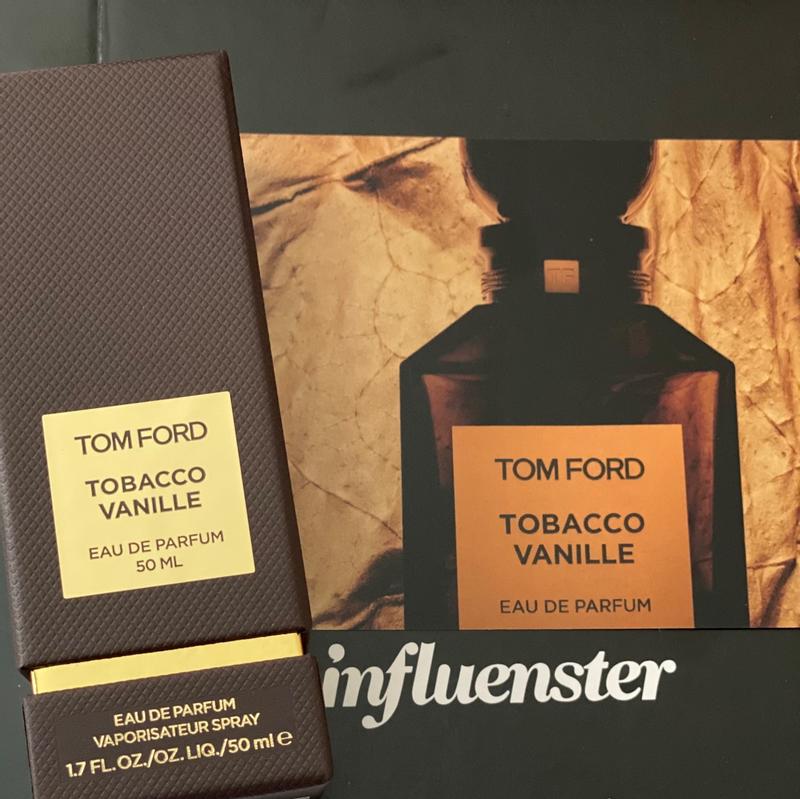 TOM FORD
TOBACCO
VANILLE
EAU DE PARFUM
50 ML
EAU DE PARFUM
VAPORISATEUR SPRAY
1.7 FL. OZ./OZ. LIQ./50 ml ℮
TF
TOM FORD
TOBACCO
VANILLE
EAU DE PARFUM
influenster